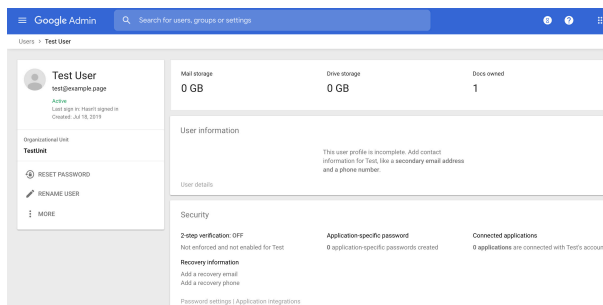 Google Admin
Search for users, groups or settings
8
?
Users > Test User
Test User
test@example.page
Active
Last sign in: Hasn't signed in
Created: Jul 18, 2019
Organizational Unit
TestUnit
RESET PASSWORD
RENAME USER
MORE
Mail storage
0 GB
Drive storage
0 GB
Docs owned
1
User information
This user profile is incomplete. Add contact
information for Test, like a secondary email address
and a phone number.
User details
Security
2-step verification: OFF
Not enforced and not enabled for Test
Application-specific password
0 application-specific passwords created
Connected applications
0 applications are connected with Test's accoun
Recovery information
Add a recovery email
Add a recovery phone
Password settings | Application integrations